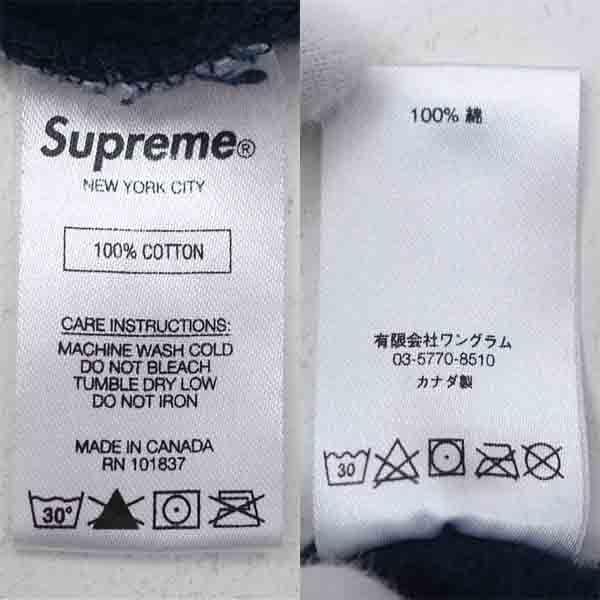 Supreme®
NEW YORK CITY
100% COTTON
CARE INSTRUCTIONS:
MACHINE WASH COLD
DO NOT BLEACH
TUMBLE DRY LOW
DO NOT IRON
MADE IN CANADA
RN 101837
30°
100% 綿
有限会社ワングラム
03-5770-8510
カナダ製
30